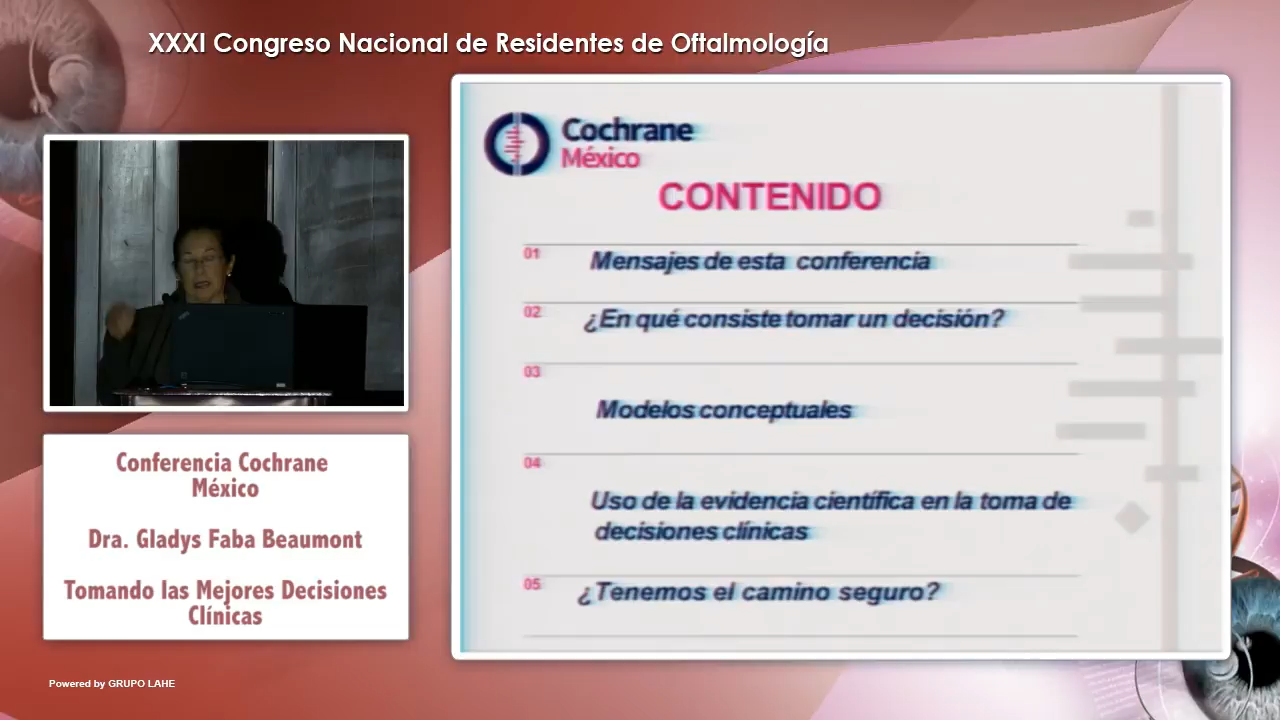 XXXI Congreso Nacional de Residentes de Oftalmología
Cochrane
México
CONTENIDO
01
Mensajes de esta conferencia
02
¿En qué consiste tomar un decisión?
03
Modelos conceptuales
04
Uso de la evidencia científica en la toma de
decisiones clínicas
05
¿Tenemos el camino seguro?
Conferencia Cochrane
México
Dra. Gladys Faba Beaumont
Tomando las Mejores Decisiones
Clínicas
Powered by GRUPO LAHE